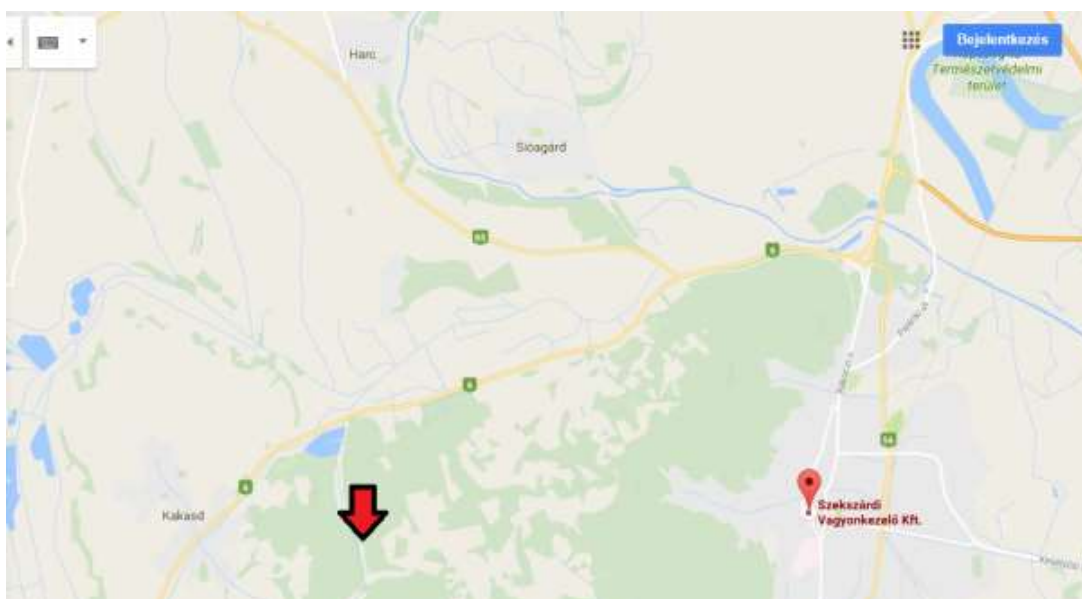 Bejelentkezés
Természetvédelmi
terület
Harc
Sióagárd
65
6
6
6
56
Kakasd
Szekszárdi
Vagyonkezelő Kft.